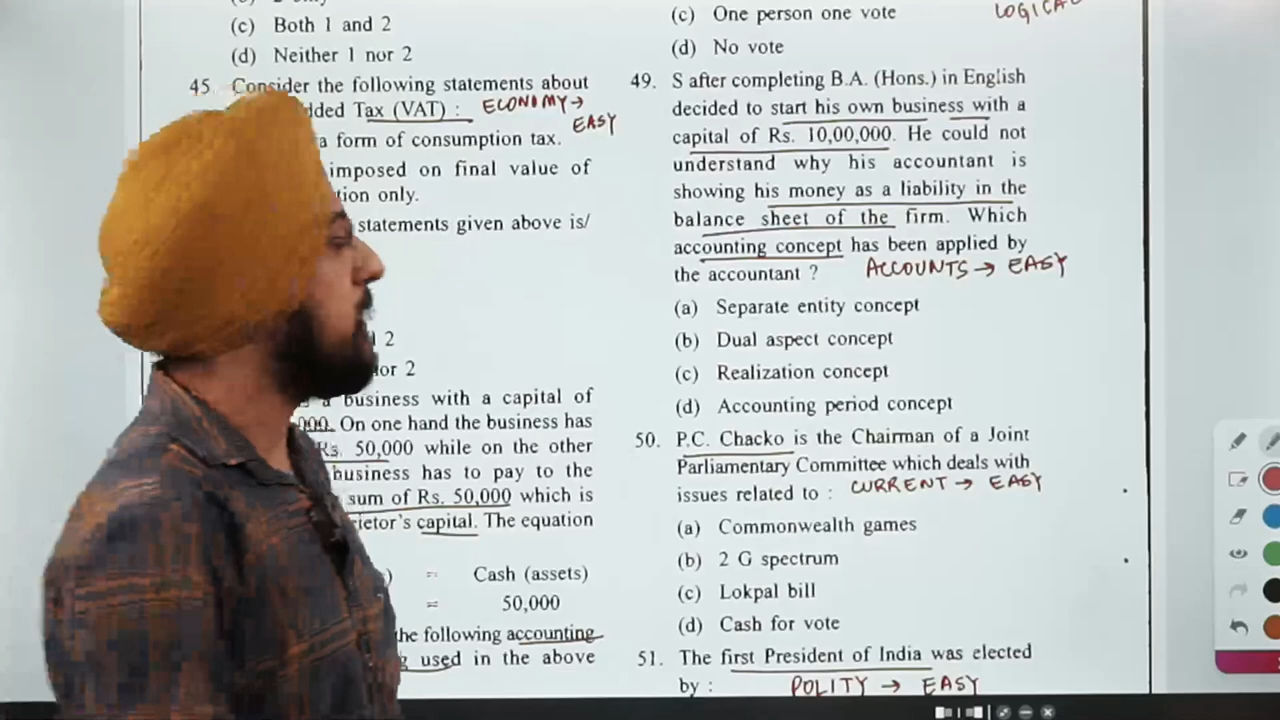 (c) Both 1 and 2
(d) Neither 1 nor 2
45. Consider the following statements about
Tax (VAT) : ECONOMY →
EASY
a form of consumption tax.
imposed on final value of
only.
statements given above is/
2
2
business with a capital of
On one hand the business has
Rs. 50,000 while on the other
business has to pay to the
sum of Rs. 50,000 which is
capital. The equation
= Cash (assets)
= 50,000
the following accounting
used in the above
(c) One person one vote
LOGICAL
(d) No vote
49. S after completing B.A. (Hons.) in English
decided to start his own business with a
capital of Rs. 10,00,000. He could not
understand why his accountant is
showing his money as a liability in the
balance sheet of the firm. Which
accounting concept has been applied by
the accountant ? ACCOUNTS → EASY
(a) Separate entity concept
(b) Dual aspect concept
(c) Realization concept
(d) Accounting period concept
50. P.C. Chacko is the Chairman of a Joint
Parliamentary Committee which deals with
issues related to : CURRENT → EASY
(a) Commonwealth games
(b) 2 G spectrum
(c) Lokpal bill
(d) Cash for vote
51. The first President of India was elected
by : POLITY → EASY